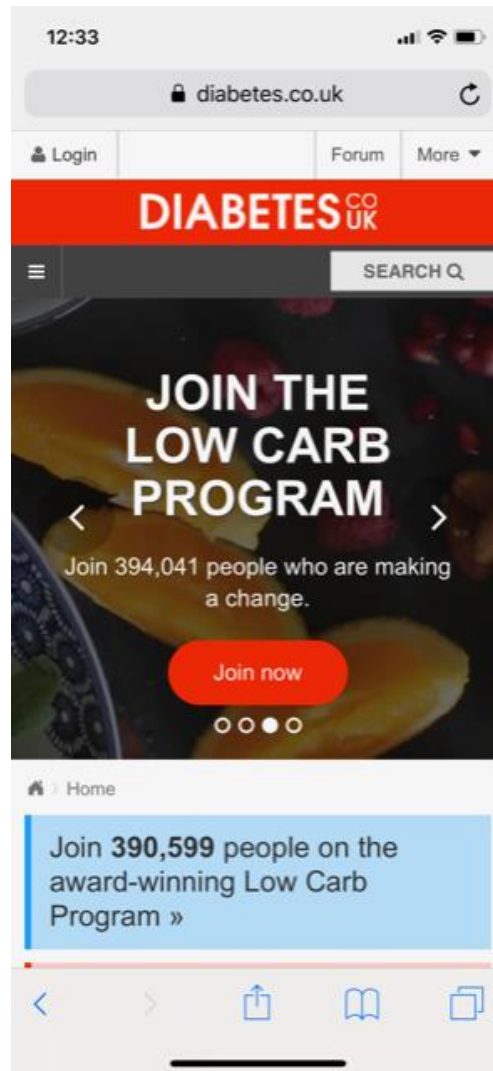 12:33
diabetes.co.uk
Login Forum More
DIABETES CO UK
SEARCH
JOIN THE
LOW CARB
PROGRAM
Join 394,041 people who are making
a change.
Join now
Home
Join 390,599 people on the
award-winning Low Carb
Program »